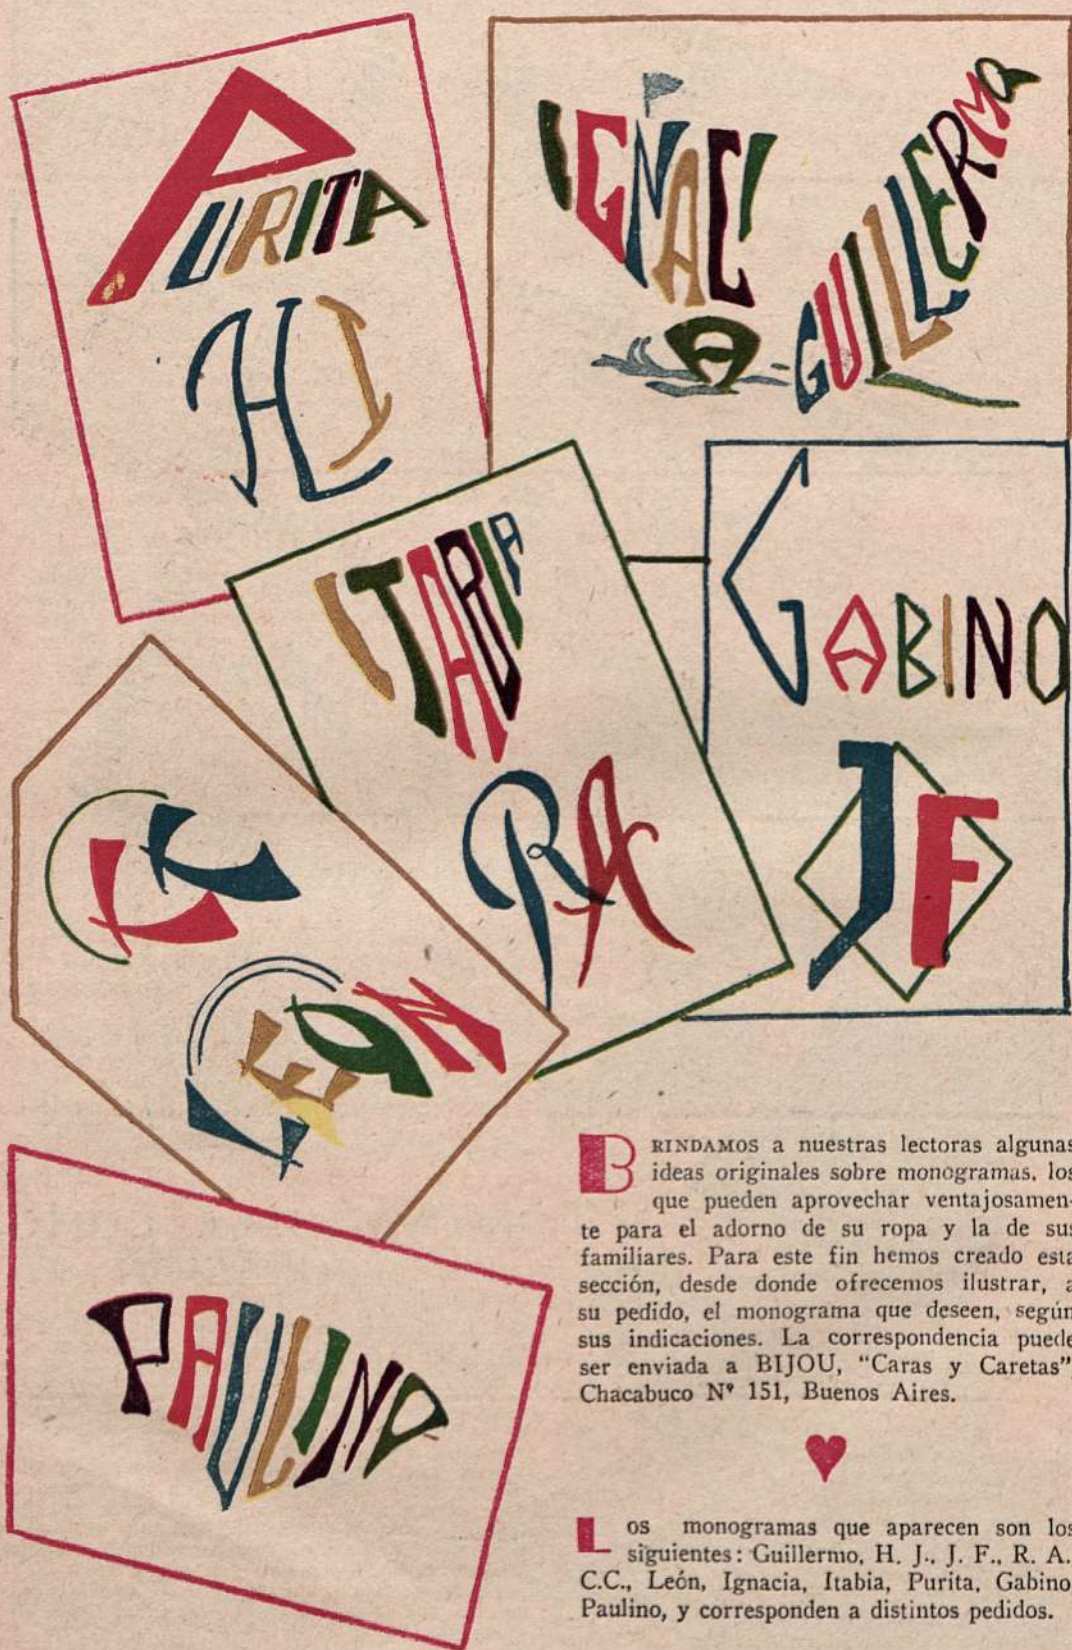 PURITA
HI
IGNACIA
GUILLERMO
ITABIA
RA
GABINO
JF
CC
LEON
PAULINO
BRINDAMOS a nuestras lectoras algunas
ideas originales sobre monogramas, los
que pueden aprovechar ventajosamen-
te para el adorno de su ropa y la de sus
familiares. Para este fin hemos creado esta
sección, desde donde ofrecemos ilustrar, a
su pedido, el monograma que deseen, según
sus indicaciones. La correspondencia puede
ser enviada a BIJOU, "Caras y Caretas"
Chacabuco Nº 151, Buenos Aires.
Los monogramas que aparecen son los
siguientes: Guillermo, H. J., J. F., R. A.
C.C., León, Ignacia, Itabia, Purita, Gabino
Paulino, y corresponden a distintos pedidos.